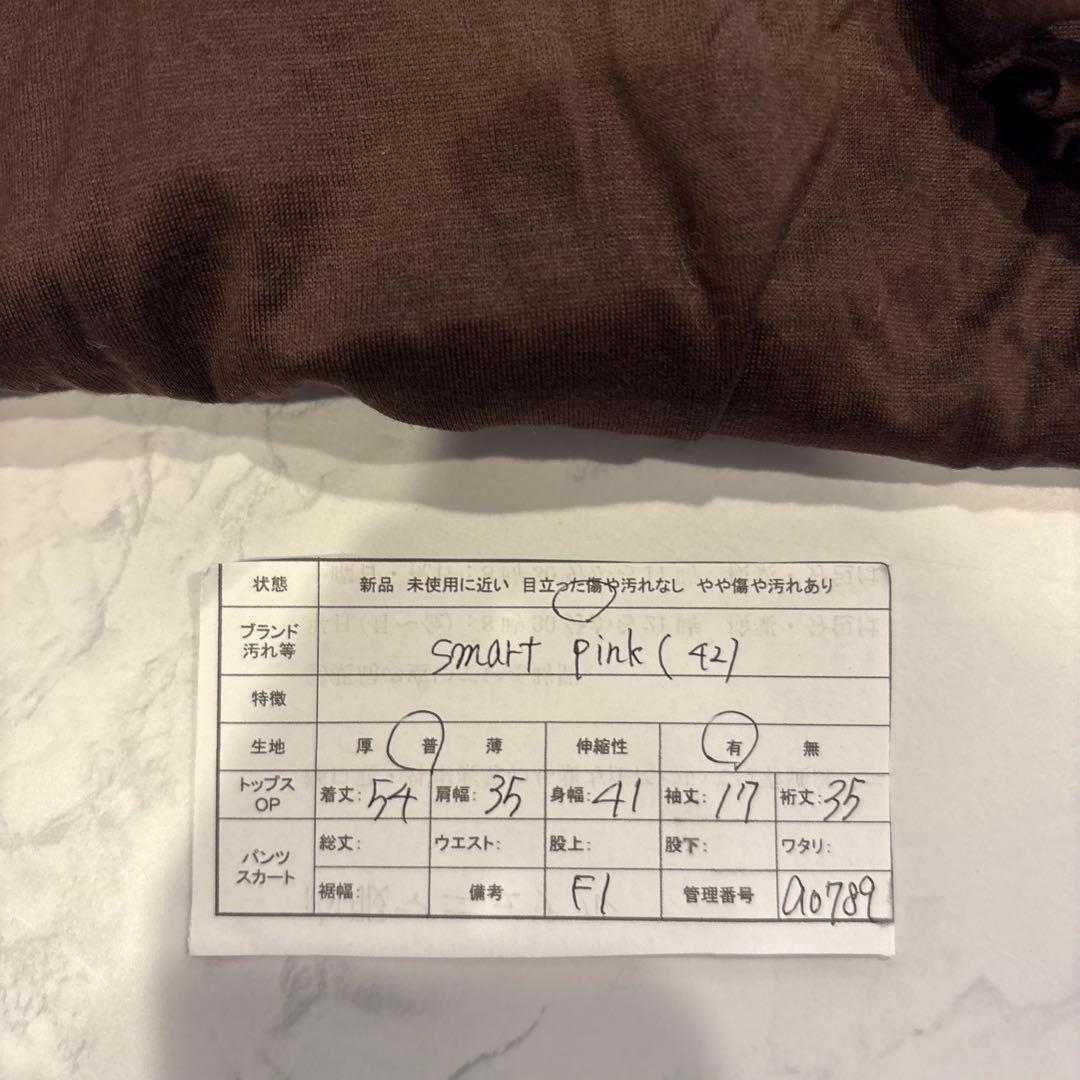 状態 新品 未使用に近い 目立った傷や汚れなし やや傷や汚れあり
ブランド
汚れ等
smart pink (42)
特徴
生地 厚 普 薄 伸縮性 有 無
トップス
OP
着丈:54 肩幅:35 身幅:41 袖丈:17 裄丈:35
パンツ
スカート
総丈: ウエスト: 股上: 股下: ワタリ:
裾幅: 備考 F1 管理番号 a0789